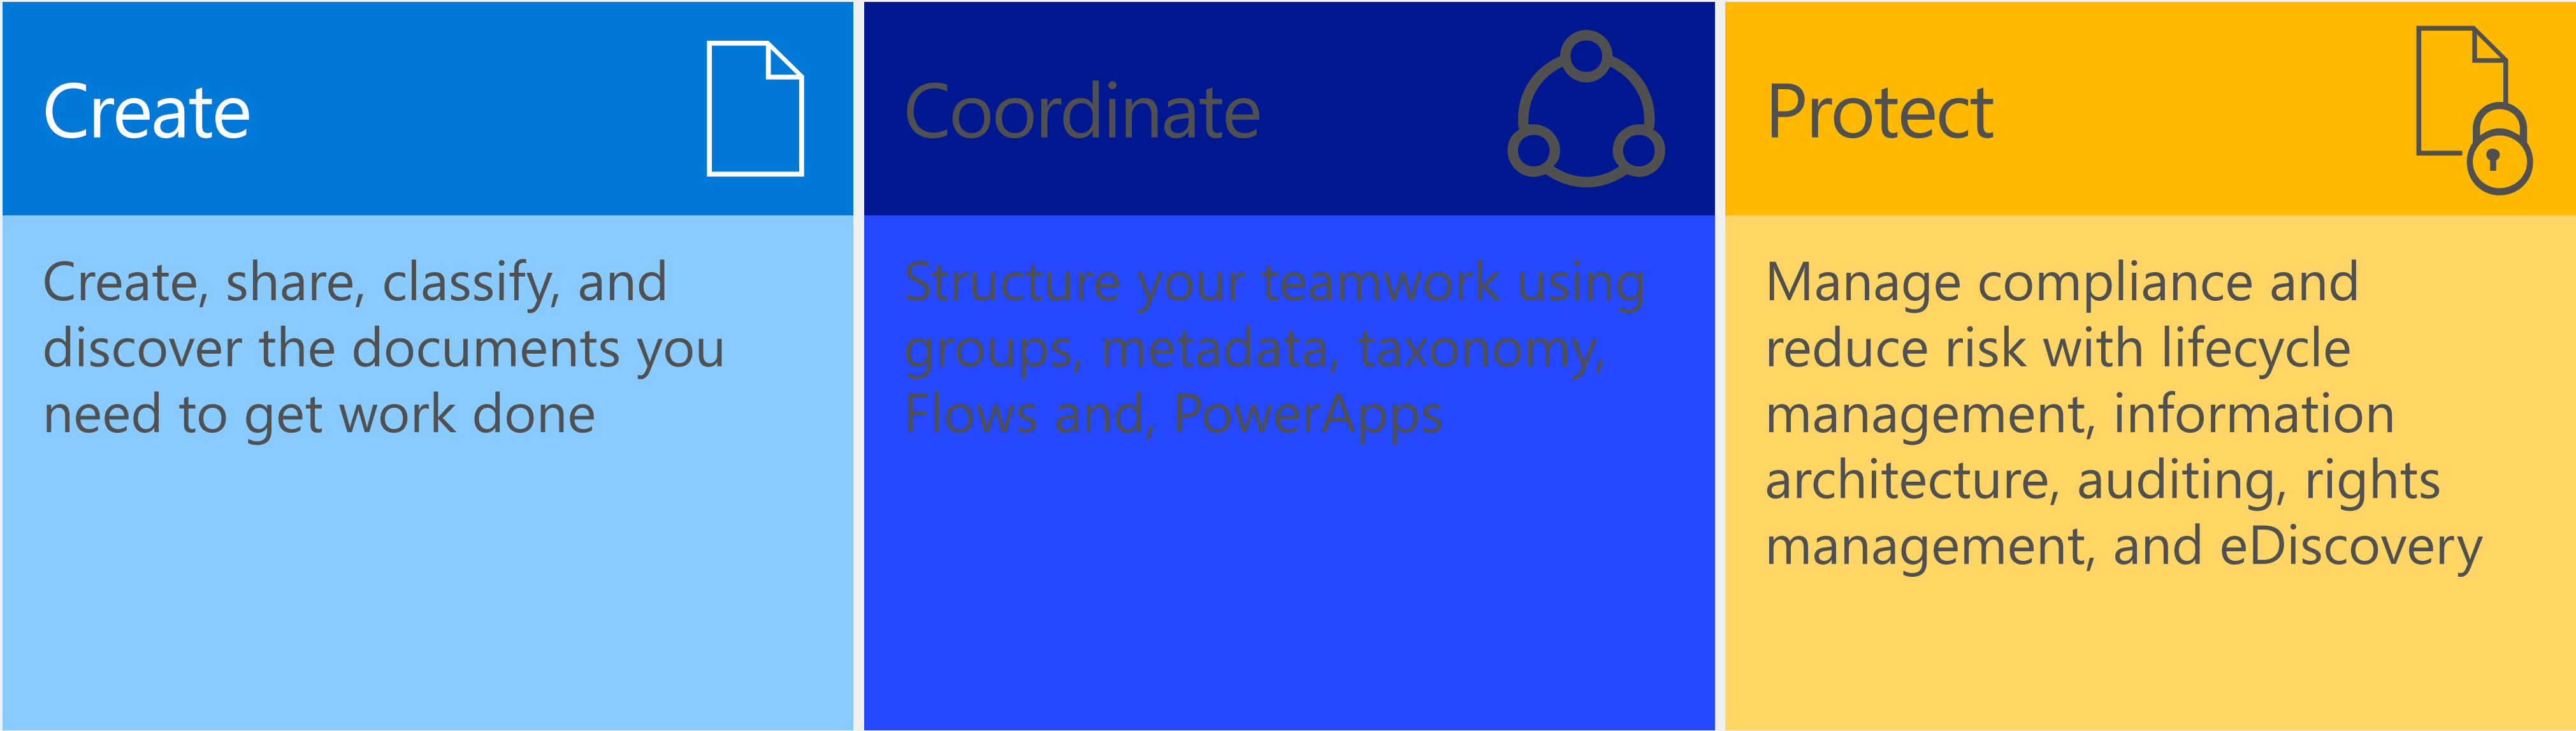 Create
Create, share, classify, and
discover the documents you
need to get work done
Coordinate
Structure your teamwork using
groups, metadata, taxonomy,
Flows and, PowerApps
Protect
Manage compliance and
reduce risk with lifecycle
management, information
architecture, auditing, rights
management, and eDiscovery